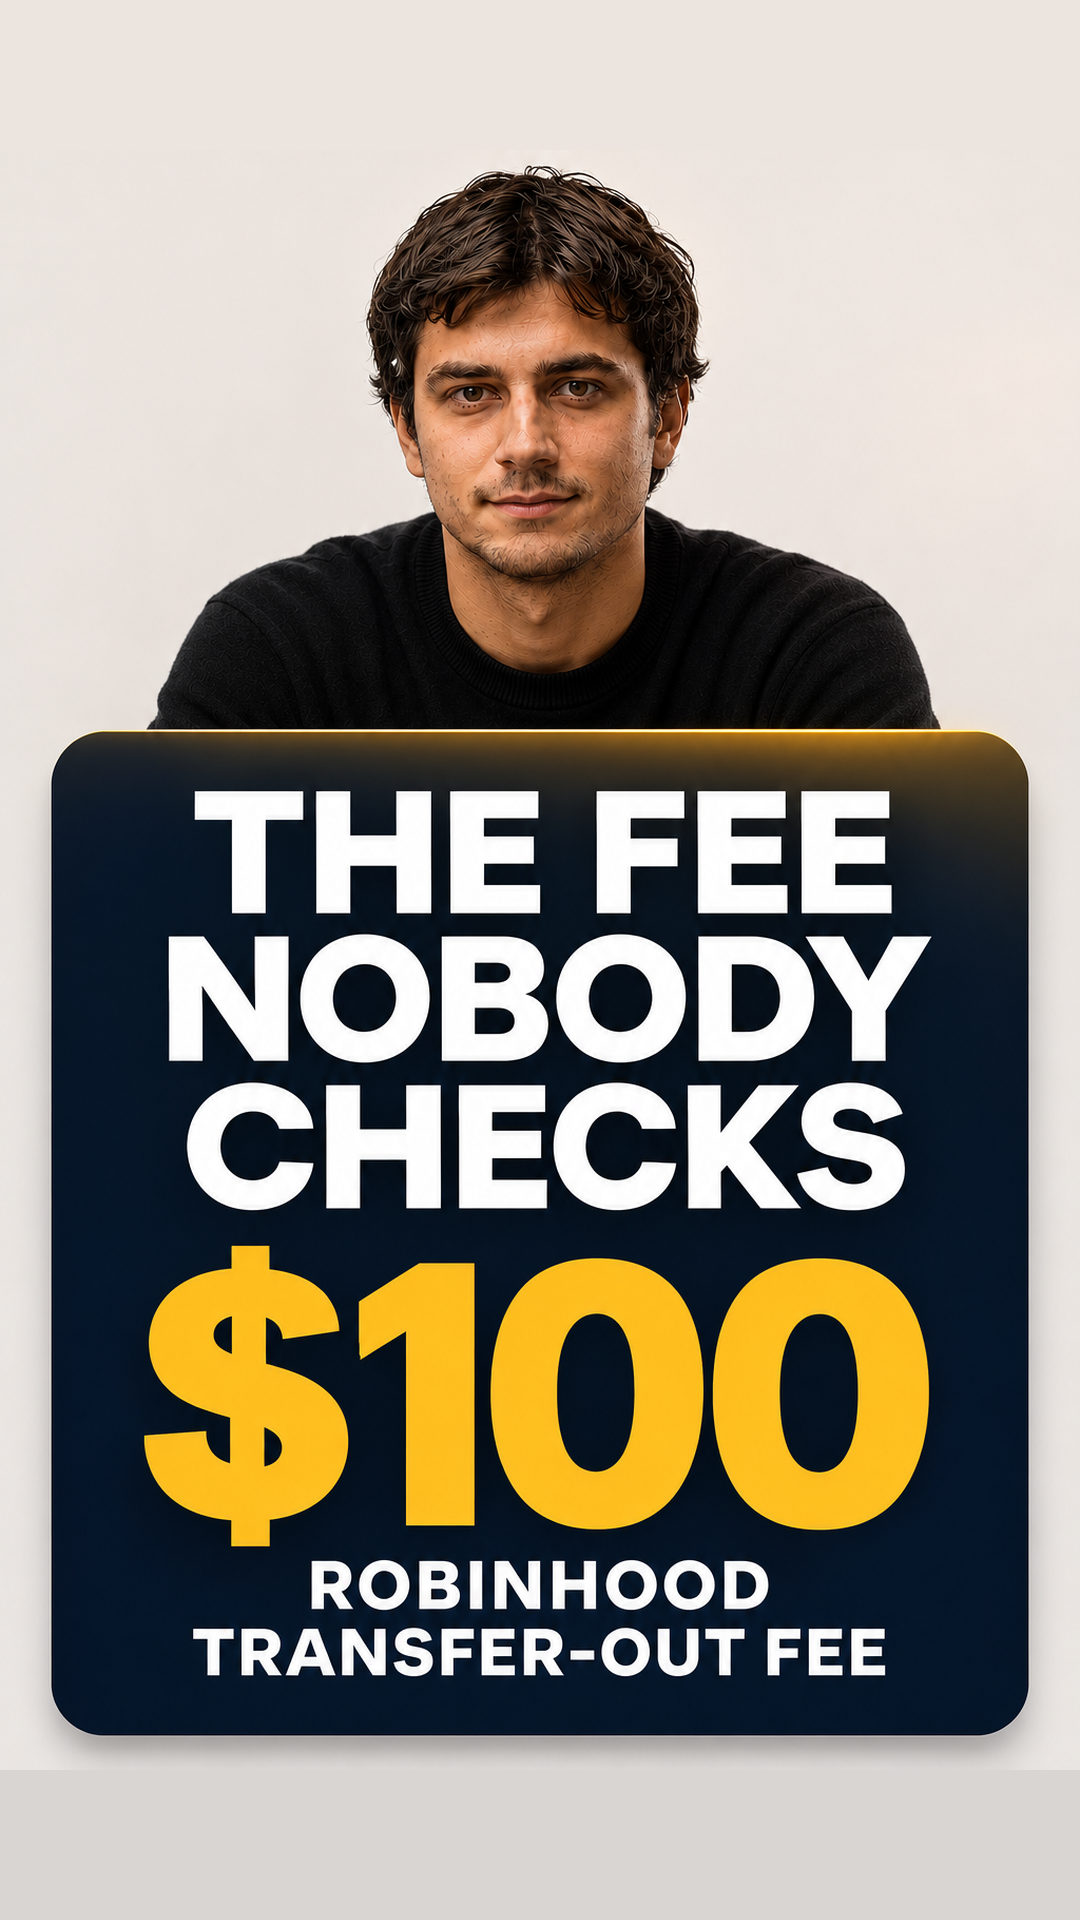 THE FEE
NOBODY
CHECKS
$100
ROBINHOOD
TRANSFER-OUT FEE